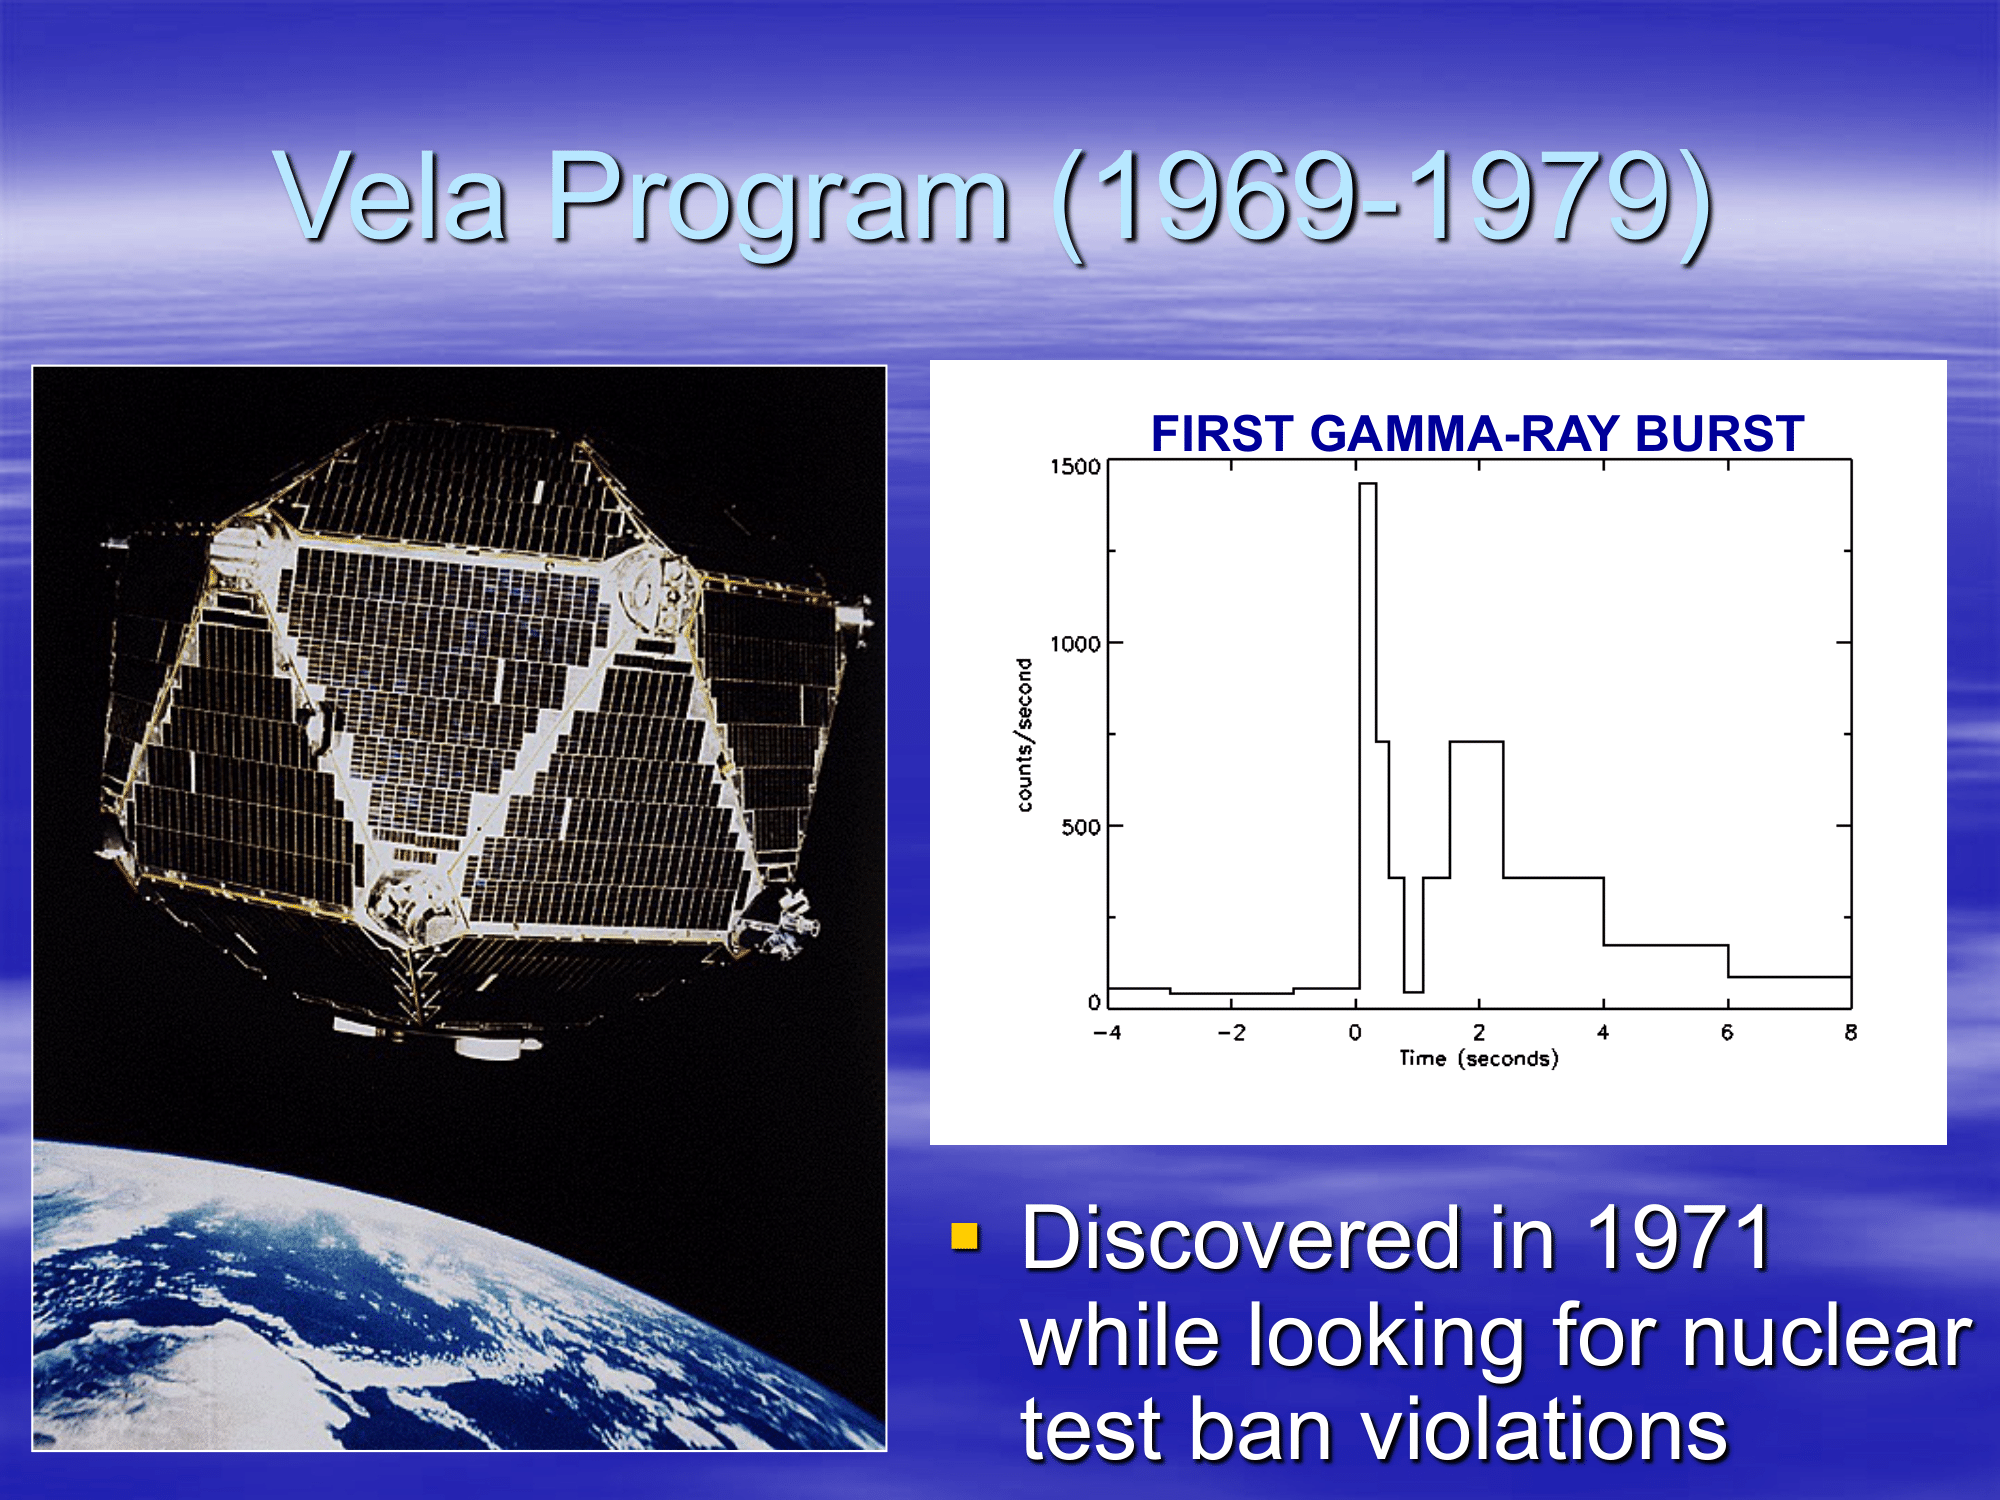 Vela Program (1969-1979)
FIRST GAMMA-RAY BURST
1500
1000
500
0
counts/second
−4 −2 0 2 4 6 8
Time (seconds)
Discovered in 1971
while looking for nuclear
test ban violations